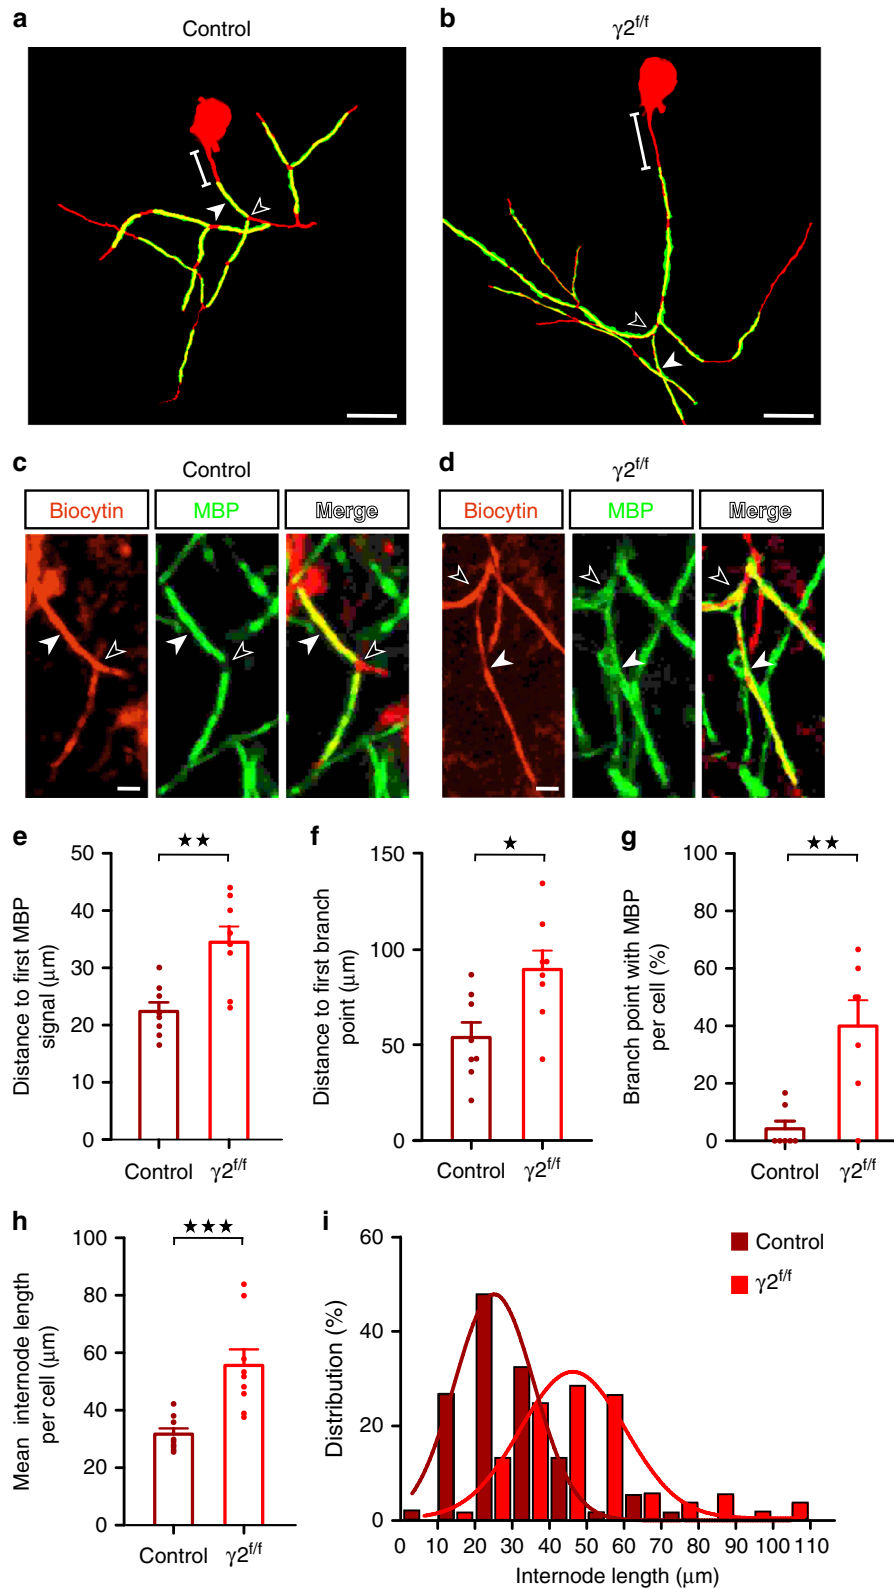 a
Control
b
γ2f/f
c
Control
d
γ2f/f
Biocytin
MBP
Merge
Biocytin
MBP
Merge
e
Distance to first MBP
signal (μm)
50
40
30
20
10
0
★★
Control
γ2f/f
f
Distance to first branch
point (μm)
150
100
50
0
★
Control
γ2f/f
g
Branch point with MBP
per cell (%)
100
80
60
40
20
0
★★
Control
γ2f/f
h
Mean internode length
per cell (μm)
100
80
60
40
20
0
★★★
Control
γ2f/f
i
Distribution (%)
60
40
20
0
Control
γ2f/f
0 10 20 30 40 50 60 70 80 90 100 110
Internode length (μm)